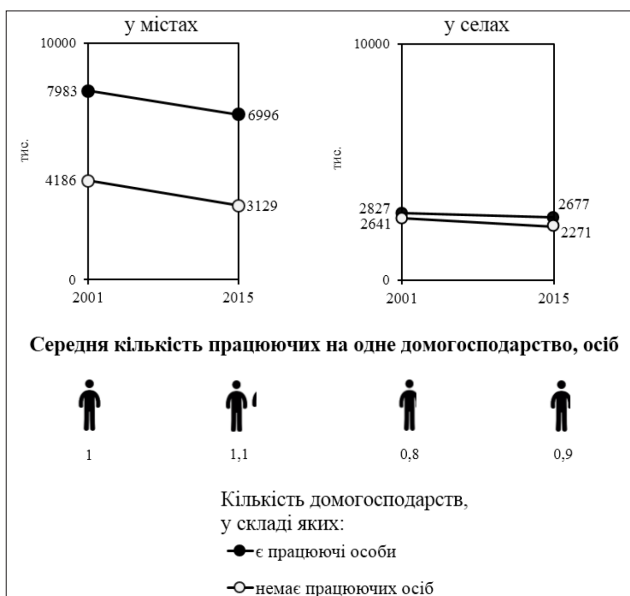 у містах
у селах
10000
10000
7983
6996
тис.
4186
3129
тис.
2827
2677
2641
2271
0
0
2001
2015
2001
2015
Середня кількість працюючих на одне домогосподарство, осіб
1
1,1
0,8
0,9
Кількість домогосподарств,
у складі яких:
є працюючі особи
немає працюючих осіб